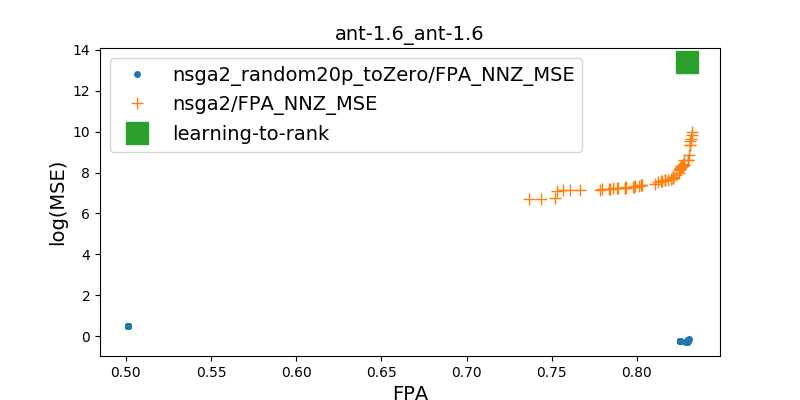 ant-1.6_ant-1.6
14
12
10
8
6
4
2
0
log(MSE)
nsga2_random20p_toZero/FPA_NNZ_MSE
nsga2/FPA_NNZ_MSE
learning-to-rank
0.50 0.55 0.60 0.65 0.70 0.75 0.80
FPA